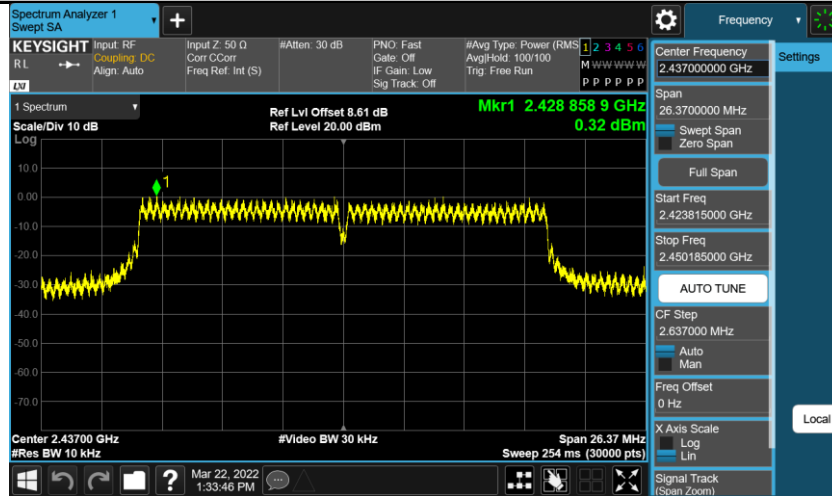 Spectrum Analyzer 1
Swept SA
Frequency
KEYSIGHT
RL
LXI
Input: RF
Coupling: DC
Align: Auto
Input Z: 50 Ω
Corr CCorr
Freq Ref: Int (S)
#Atten: 30 dB
PNO: Fast
Gate: Off
IF Gain: Low
Sig Track: Off
#Avg Type: Power (RMS
Avg|Hold: 100/100
Trig: Free Run
1 2 3 4 5 6
M W W W W W
P P P P P P
1 Spectrum
Scale/Div 10 dB
Log
Ref Lvl Offset 8.61 dB
Ref Level 20.00 dBm
Mkr1 2.428 858 9 GHz
0.32 dBm
1
10.0
0.00
-10.0
-20.0
-30.0
-40.0
-50.0
-60.0
-70.0
Center 2.43700 GHz
#Res BW 10 kHz
#Video BW 30 kHz
Span 26.37 MHz
Sweep 254 ms (30000 pts)
Mar 22, 2022
1:33:46 PM
Center Frequency
2.437000000 GHz
Span
26.3700000 MHz
Swept Span
Zero Span
Full Span
Start Freq
2.423815000 GHz
Stop Freq
2.450185000 GHz
AUTO TUNE
CF Step
2.637000 MHz
Auto
Man
Freq Offset
0 Hz
X Axis Scale
Log
Lin
Signal Track
(Span Zoom)
Settings
Local